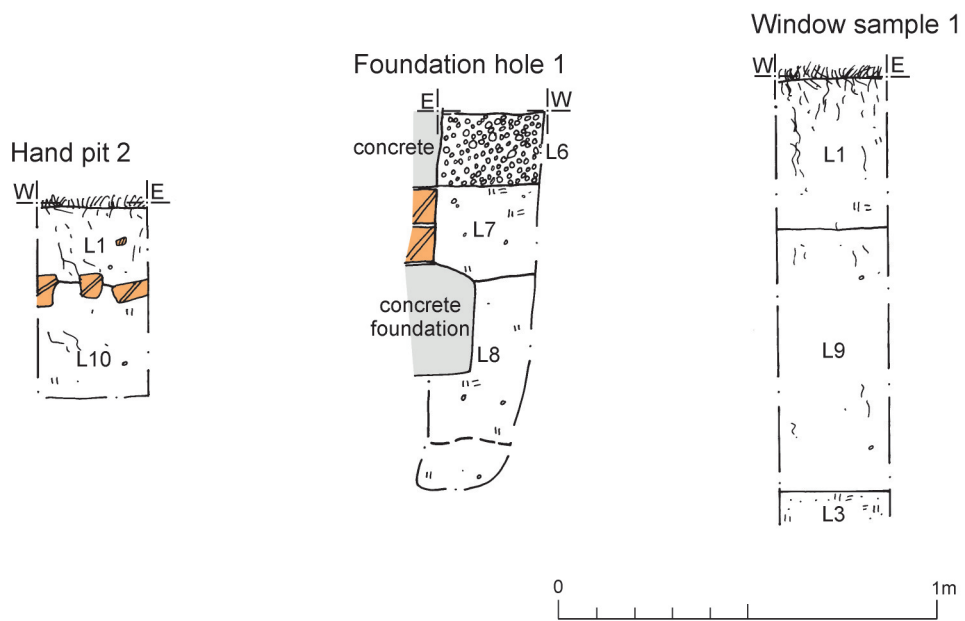 Hand pit 2
W E
L1
L10
Foundation hole 1
E W
concrete
L6
L7
concrete
foundation
L8
Window sample 1
W E
L1
L9
L3
0 1m